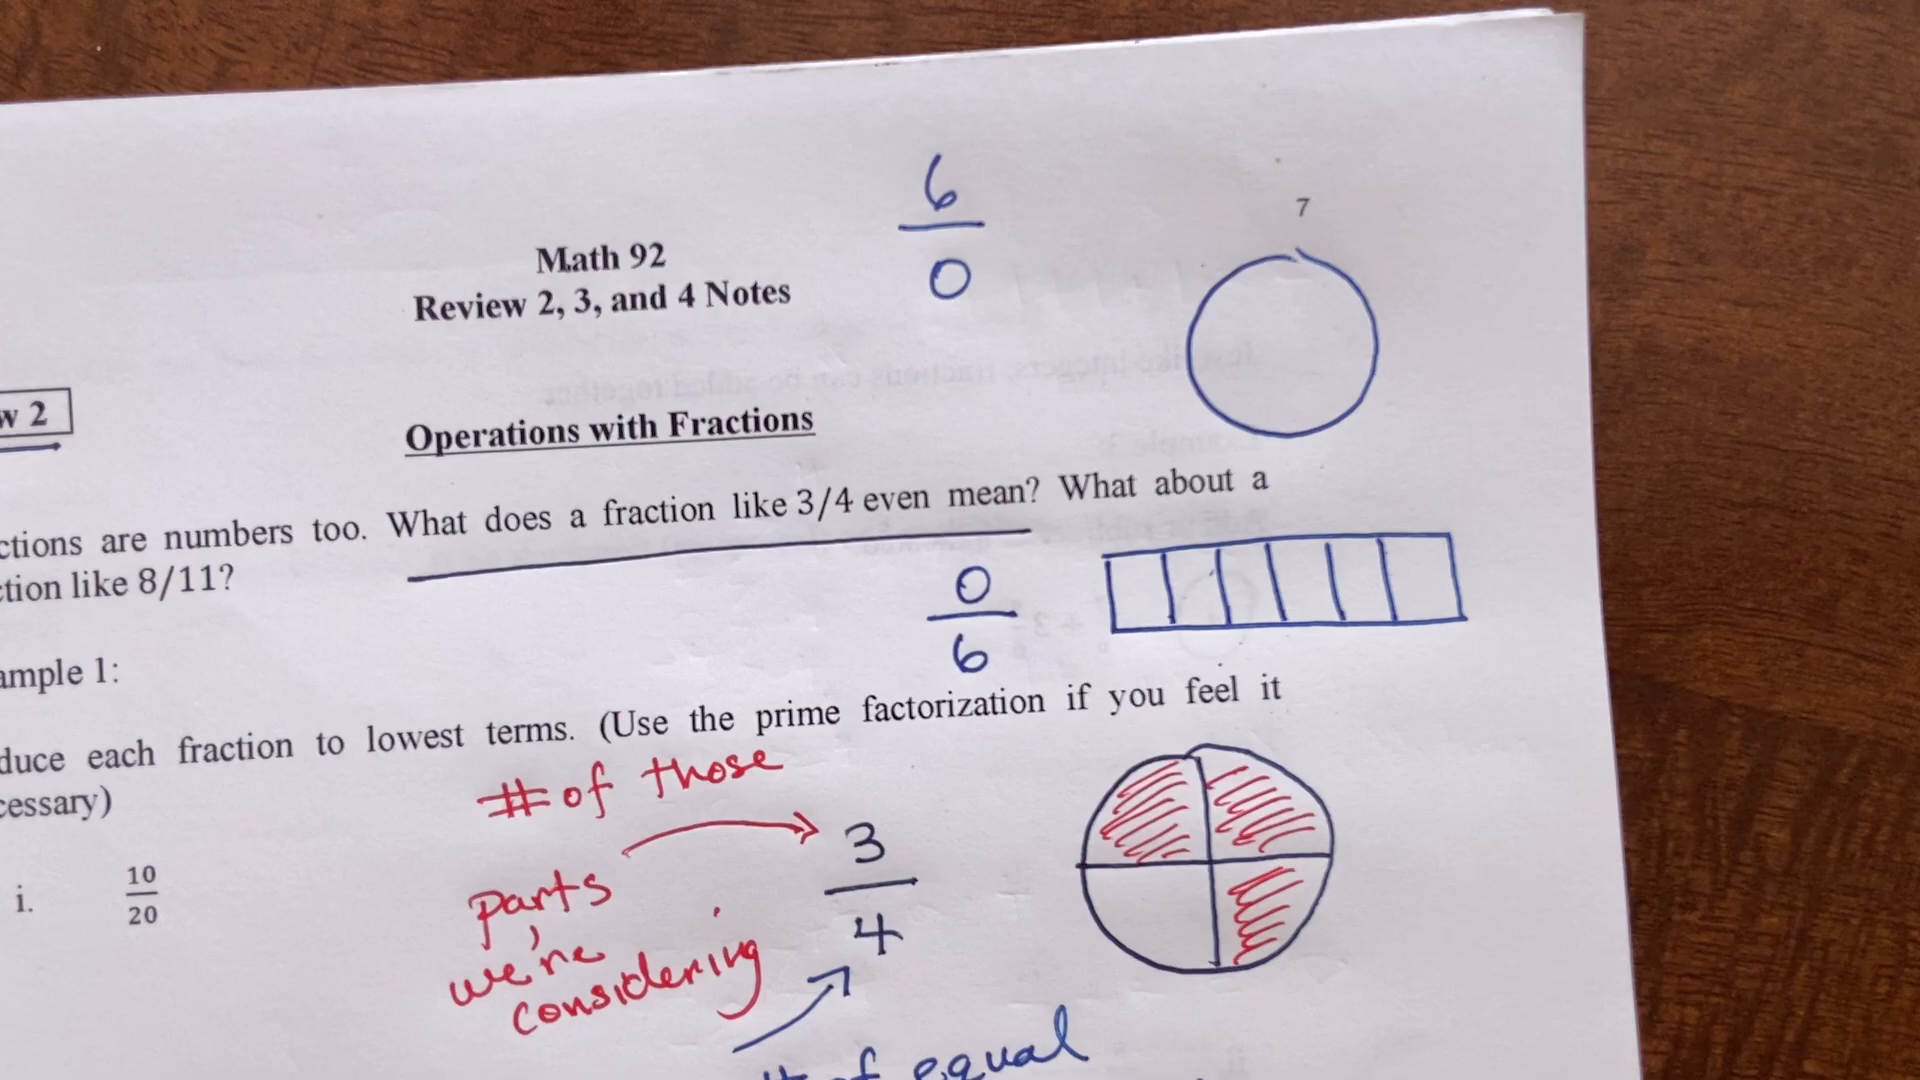 6
0
7
Math 92
Review 2, 3, and 4 Notes
w 2
Operations with Fractions
ctions are numbers too. What does a fraction like 3/4 even mean? What about a
ction like 8/11?
0
6
ample 1:
duce each fraction to lowest terms. (Use the prime factorization if you feel it
cessary)
# of those
parts
we're
considering
3
4
i.
10
20
# of equal